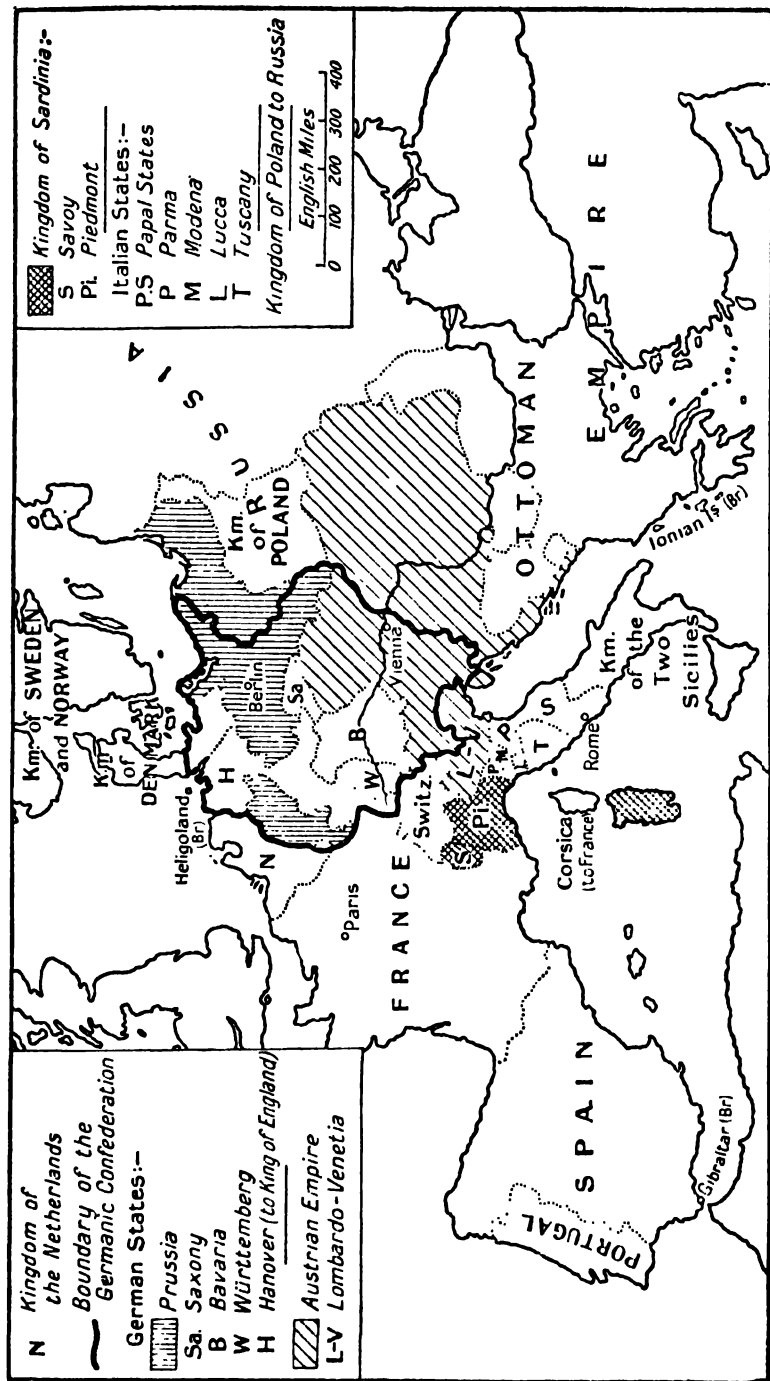 N Kingdom of
the Netherlands
Boundary of the
Germanic Confederation
German States:-
Prussia
Sa. Saxony
B Bavaria
W Württemberg
H Hanover (to King of England)
Austrian Empire
L-V Lombardo-Venetia
Kingdom of Sardinia:-
S Savoy
Pi. Piedmont
Italian States:-
P.S Papal States
P Parma
M Modena
L Lucca
T Tuscany
Kingdom of Poland to Russia
English Miles
0 100 200 300 400
Km. of SWEDEN
and NORWAY
Km.
of
DENMARK
Heligoland
(Br)
RUSSIA
Km.
of
POLAND
H
Berlin
Sa
N
Paris
FRANCE
W
B
Vienna
Switz.
S
Pi.
L-
P
M
P
S
T
Rome
Corsica
(to France)
Km.
of the
Two
Sicilies
OTTOMAN
EMPIRE
Ionian Is (Br)
SPAIN
PORTUGAL
Gibraltar (Br)